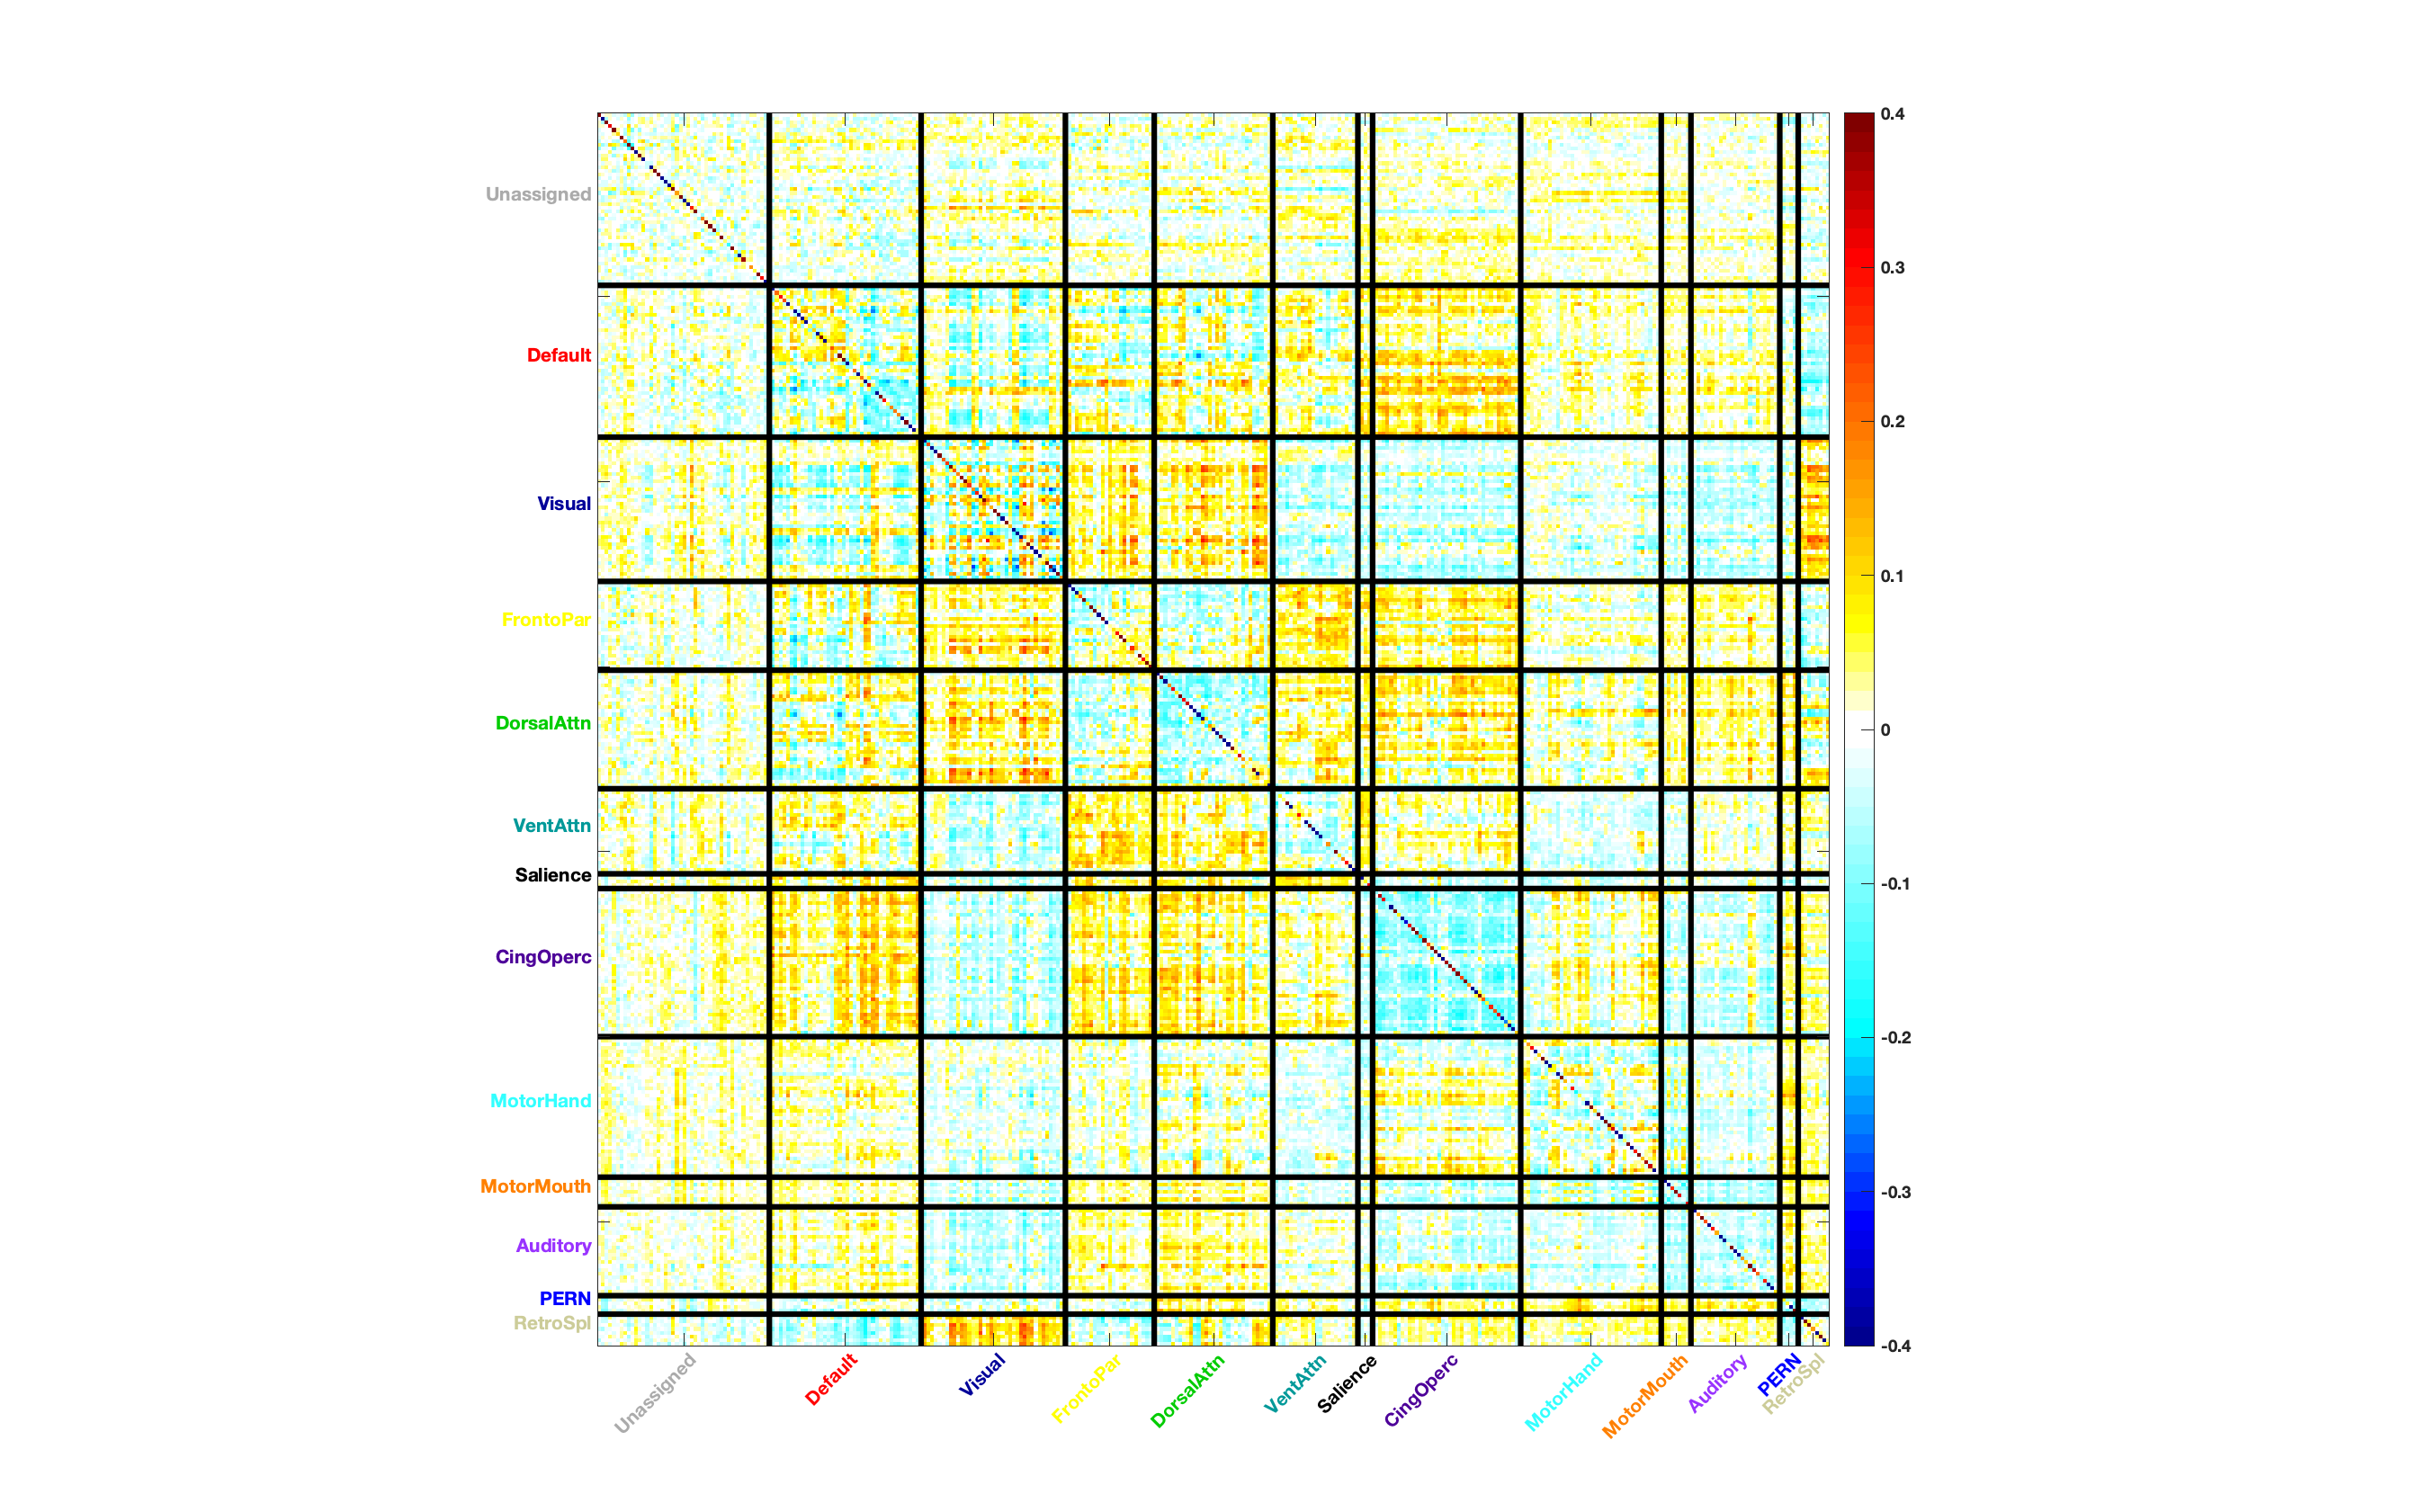 Unassigned
Default
Visual
FrontoPar
DorsalAttn
VentAttn
Salience
CingOperc
MotorHand
MotorMouth
Auditory
PERN
RetroSpl
Unassigned
Default
Visual
FrontoPar
DorsalAttn
VentAttn
Salience
CingOperc
MotorHand
MotorMouth
Auditory
PERN
RetroSpl
0.4
0.3
0.2
0.1
0
-0.1
-0.2
-0.3
-0.4